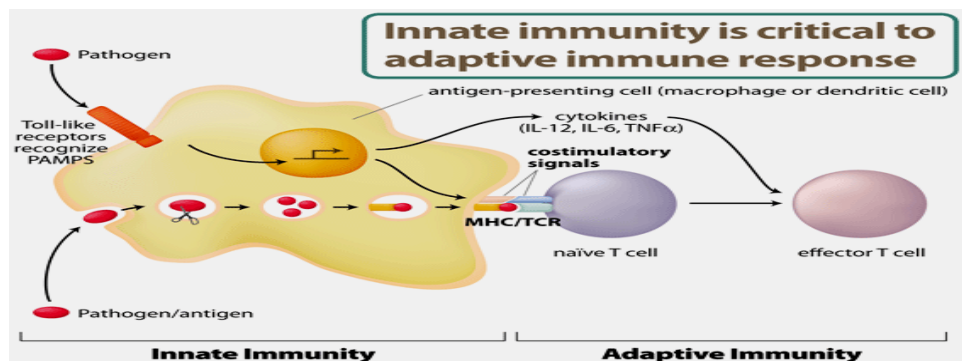 Innate immunity is critical to
adaptive immune response
Pathogen
antigen-presenting cell (macrophage or dendritic cell)
Toll-like
receptors
recognize
PAMPS
cytokines
(IL-12, IL-6, TNFα)
costimulatory
signals
MHC/TCR
naïve T cell
effector T cell
Pathogen/antigen
Innate Immunity
Adaptive Immunity